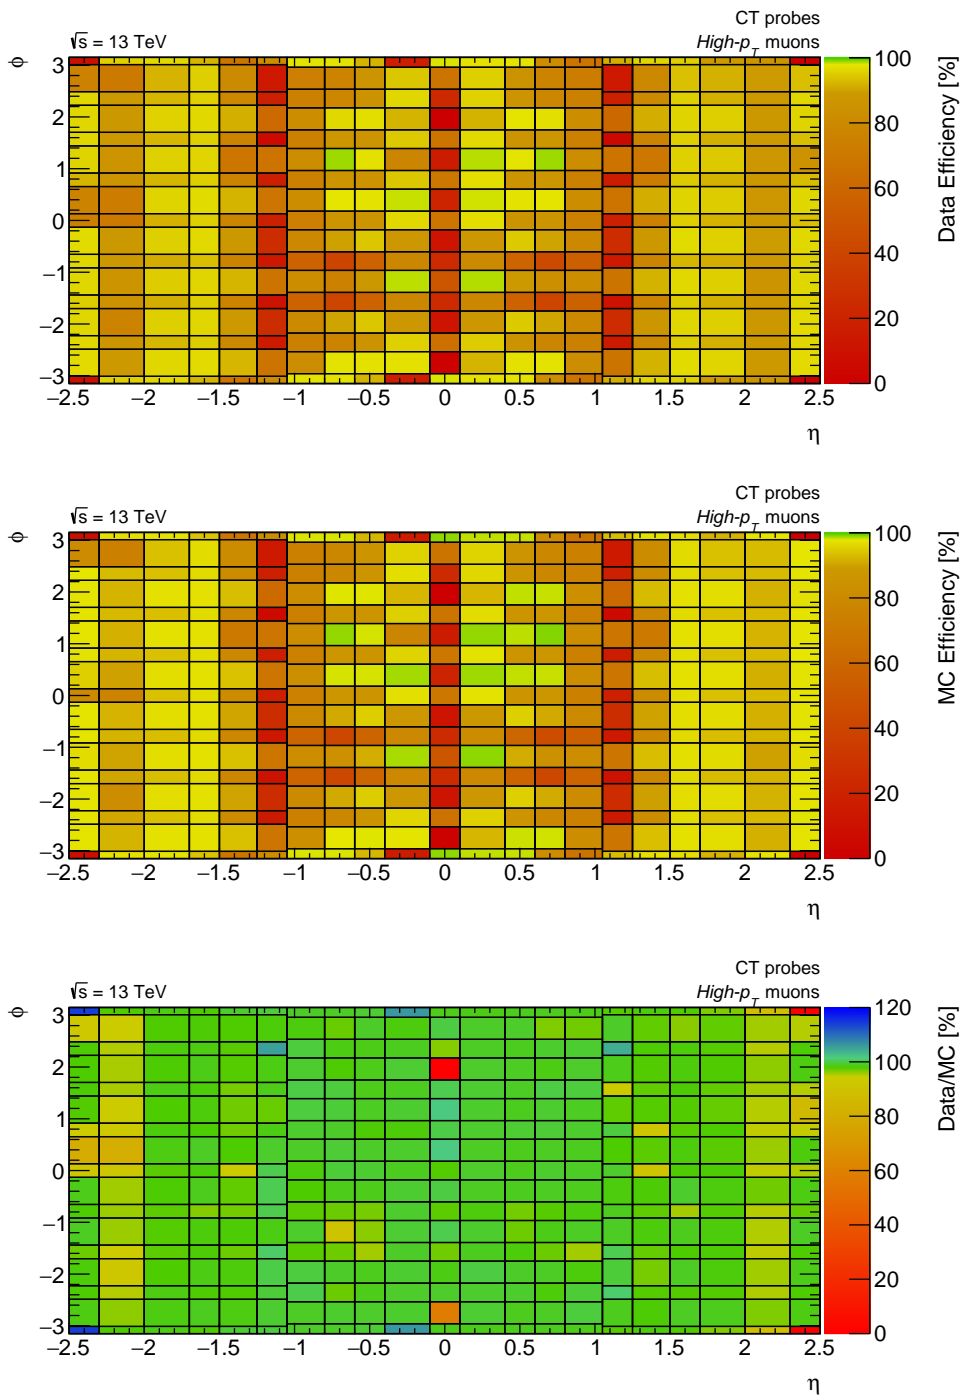 CT probes
√s = 13 TeV High-p_T muons
ϕ
3
2
1
0
−1
−2
−3
−2.5 −2 −1.5 −1 −0.5 0 0.5 1 1.5 2 2.5
η
100
80
60
40
20
0
Data Efficiency [%]
CT probes
√s = 13 TeV High-p_T muons
ϕ
3
2
1
0
−1
−2
−3
−2.5 −2 −1.5 −1 −0.5 0 0.5 1 1.5 2 2.5
η
100
80
60
40
20
0
MC Efficiency [%]
CT probes
√s = 13 TeV High-p_T muons
ϕ
3
2
1
0
−1
−2
−3
−2.5 −2 −1.5 −1 −0.5 0 0.5 1 1.5 2 2.5
η
120
100
80
60
40
20
0
Data/MC [%]